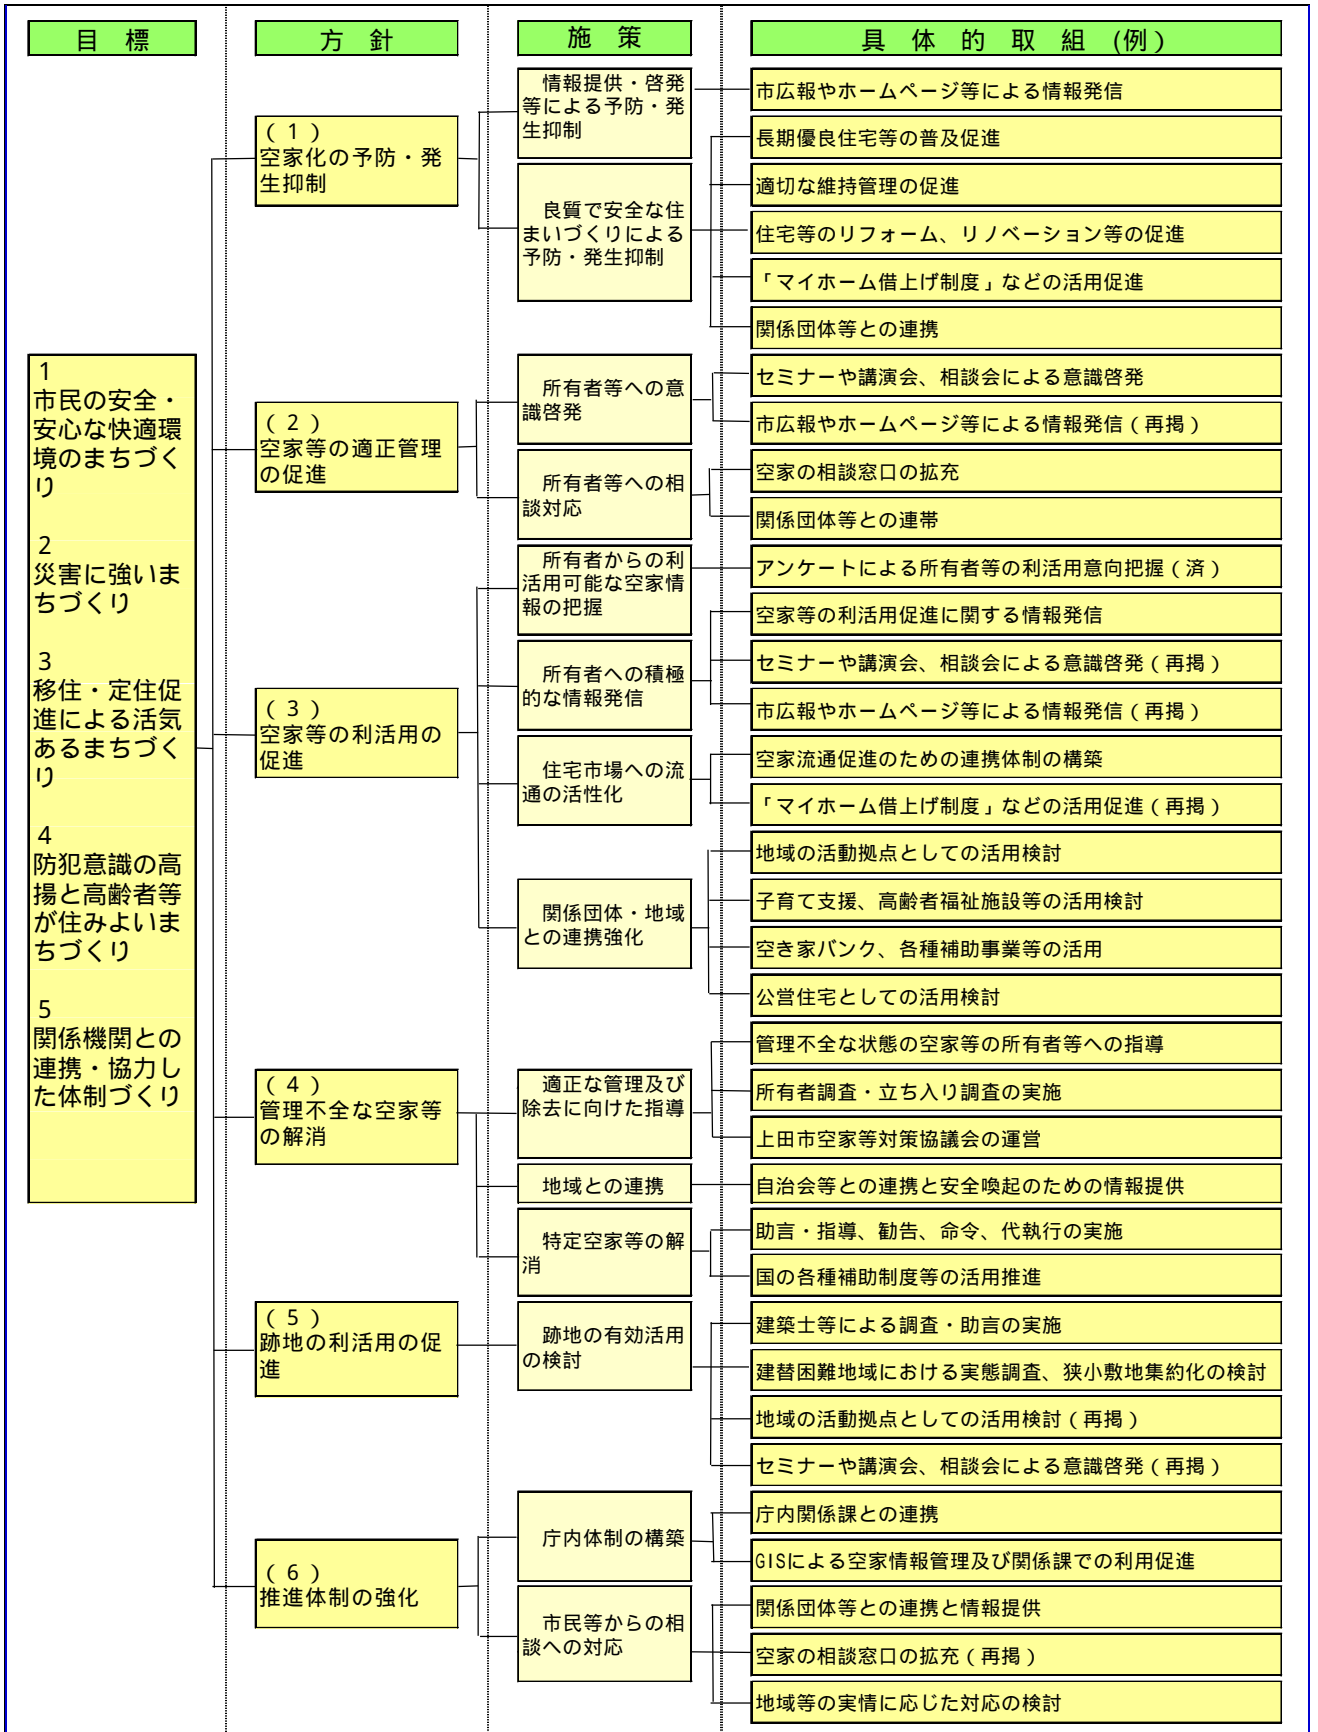 目 標
方 針
施 策
具 体 的 取 組 (例)
1
市民の安全・
安心な快適環
境のまちづく
り
2
災害に強いま
ちづくり
3
移住・定住促
進による活気
あるまちづく
り
4
防犯意識の高
揚と高齢者等
が住みよいま
ちづくり
5
関係機関との
連携・協力し
た体制づくり
(1)
空家化の予防・発
生抑制
情報提供・啓発
等による予防・発
生抑制
市広報やホームページ等による情報発信
良質で安全な住
まいづくりによる
予防・発生抑制
長期優良住宅等の普及促進
適切な維持管理の促進
住宅等のリフォーム、リノベーション等の促進
「マイホーム借上げ制度」などの活用促進
関係団体等との連携
(2)
空家等の適正管理
の促進
所有者等への意
識啓発
セミナーや講演会、相談会による意識啓発
市広報やホームページ等による情報発信(再掲)
所有者等への相
談対応
空家の相談窓口の拡充
関係団体等との連帯
(3)
空家等の利活用の
促進
所有者からの利
活用可能な空家情
報の把握
アンケートによる所有者等の利活用意向把握(済)
所有者への積極
的な情報発信
空家等の利活用促進に関する情報発信
セミナーや講演会、相談会による意識啓発(再掲)
市広報やホームページ等による情報発信(再掲)
住宅市場への流
通の活性化
空家流通促進のための連携体制の構築
「マイホーム借上げ制度」などの活用促進(再掲)
関係団体・地域
との連携強化
地域の活動拠点としての活用検討
子育て支援、高齢者福祉施設等の活用検討
空き家バンク、各種補助事業等の活用
公営住宅としての活用検討
(4)
管理不全な空家等
の解消
適正な管理及び
除去に向けた指導
管理不全な状態の空家等の所有者等への指導
所有者調査・立ち入り調査の実施
上田市空家等対策協議会の運営
地域との連携
自治会等との連携と安全喚起のための情報提供
特定空家等の解
消
助言・指導、勧告、命令、代執行の実施
国の各種補助制度等の活用推進
(5)
跡地の利活用の促
進
跡地の有効活用
の検討
建築士等による調査・助言の実施
建替困難地域における実態調査、狭小敷地集約化の検討
地域の活動拠点としての活用検討(再掲)
セミナーや講演会、相談会による意識啓発(再掲)
(6)
推進体制の強化
庁内体制の構築
庁内関係課との連携
GISによる空家情報管理及び関係課での利用促進
市民等からの相
談への対応
関係団体等との連携と情報提供
空家の相談窓口の拡充(再掲)
地域等の実情に応じた対応の検討